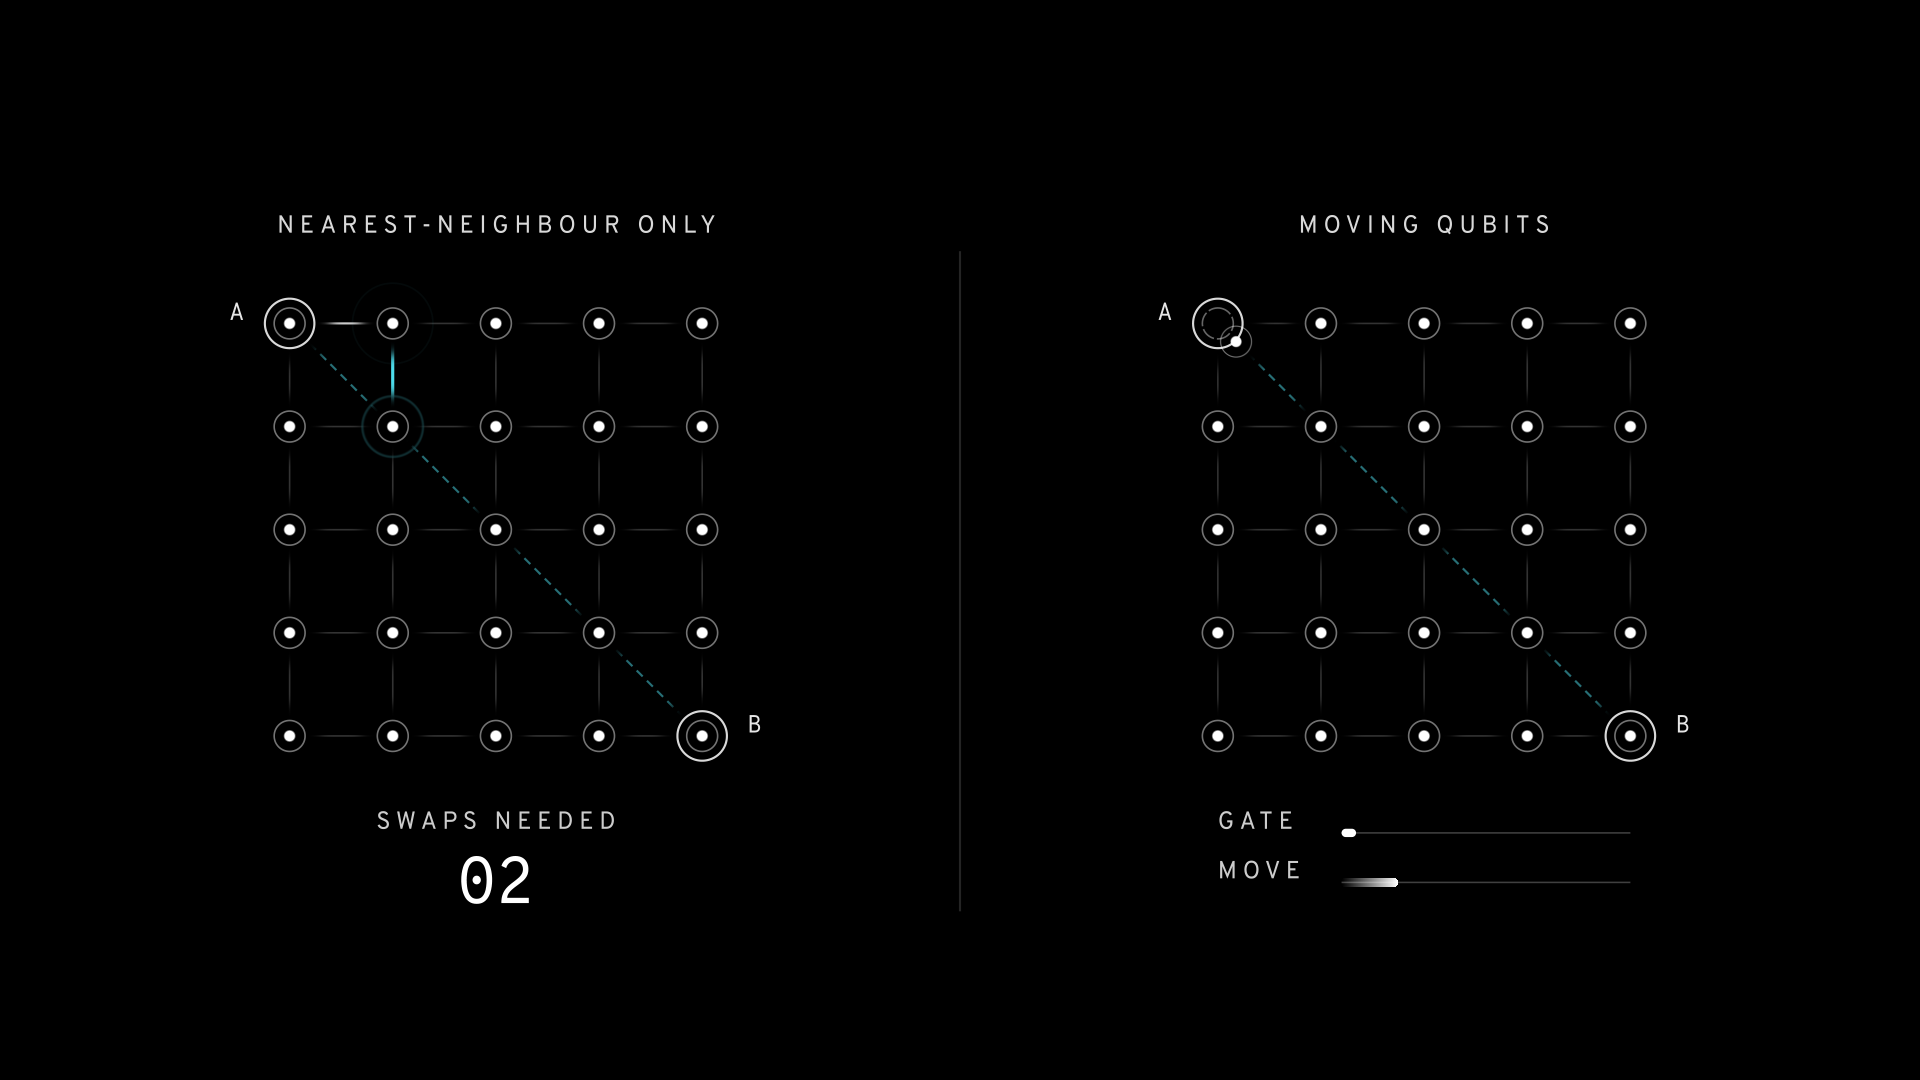 NEAREST-NEIGHBOUR ONLY
A
B
SWAPS NEEDED
02
MOVING QUBITS
A
B
GATE
MOVE